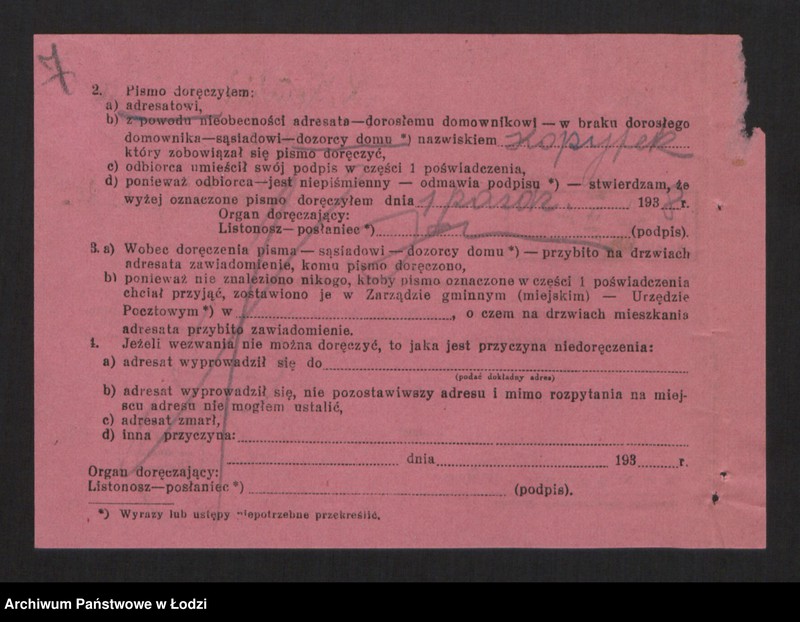 7
2. Pismo doręczyłem:
a) adresatowi,
b) z powodu nieobecności adresata—dorosłemu domownikowi — w braku dorosłego
domownika—sąsiadowi—dozorcy domu *) nazwiskiem Kopyłek
który zobowiązał się pismo doręczyć,
c) odbiorca umieścił swój podpis w części 1 poświadczenia,
d) ponieważ odbiorca—jest niepiśmienny — odmawia podpisu *) — stwierdzam, że
wyżej oznaczone pismo doręczyłem dnia 1 paźdz. 1938 r.
Organ doręczający:
Listonosz—posłaniec *) (podpis).
3. a) Wobec doręczenia pisma — sąsiadowi — dozorcy domu *) — przybito na drzwiach
adresata zawiadomienie, komu pismo doręczono,
b) ponieważ nie znaleziono nikogo, ktoby pismo oznaczone w części 1 poświadczenia
chciał przyjąć, zostawiono je w Zarządzie gminnym (miejskim) — Urzędzie
Pocztowym *) w , o czem na drzwiach mieszkania
adresata przybito zawiadomienie.
4. Jeżeli wezwania nie można doręczyć, to jaka jest przyczyna niedoręczenia:
a) adresat wyprowadził się do
(podać dokładny adres)
b) adresat wyprowadził się, nie pozostawiwszy adresu i mimo rozpytania na miej-
scu adresu nie mogłem ustalić,
c) adresat zmarł,
d) inna przyczyna:
dnia 193 r.
Organ doręczający:
Listonosz—posłaniec *) (podpis).
*) Wyrazy lub ustępy niepotrzebne przekreślić.
Archiwum Państwowe w Łodzi